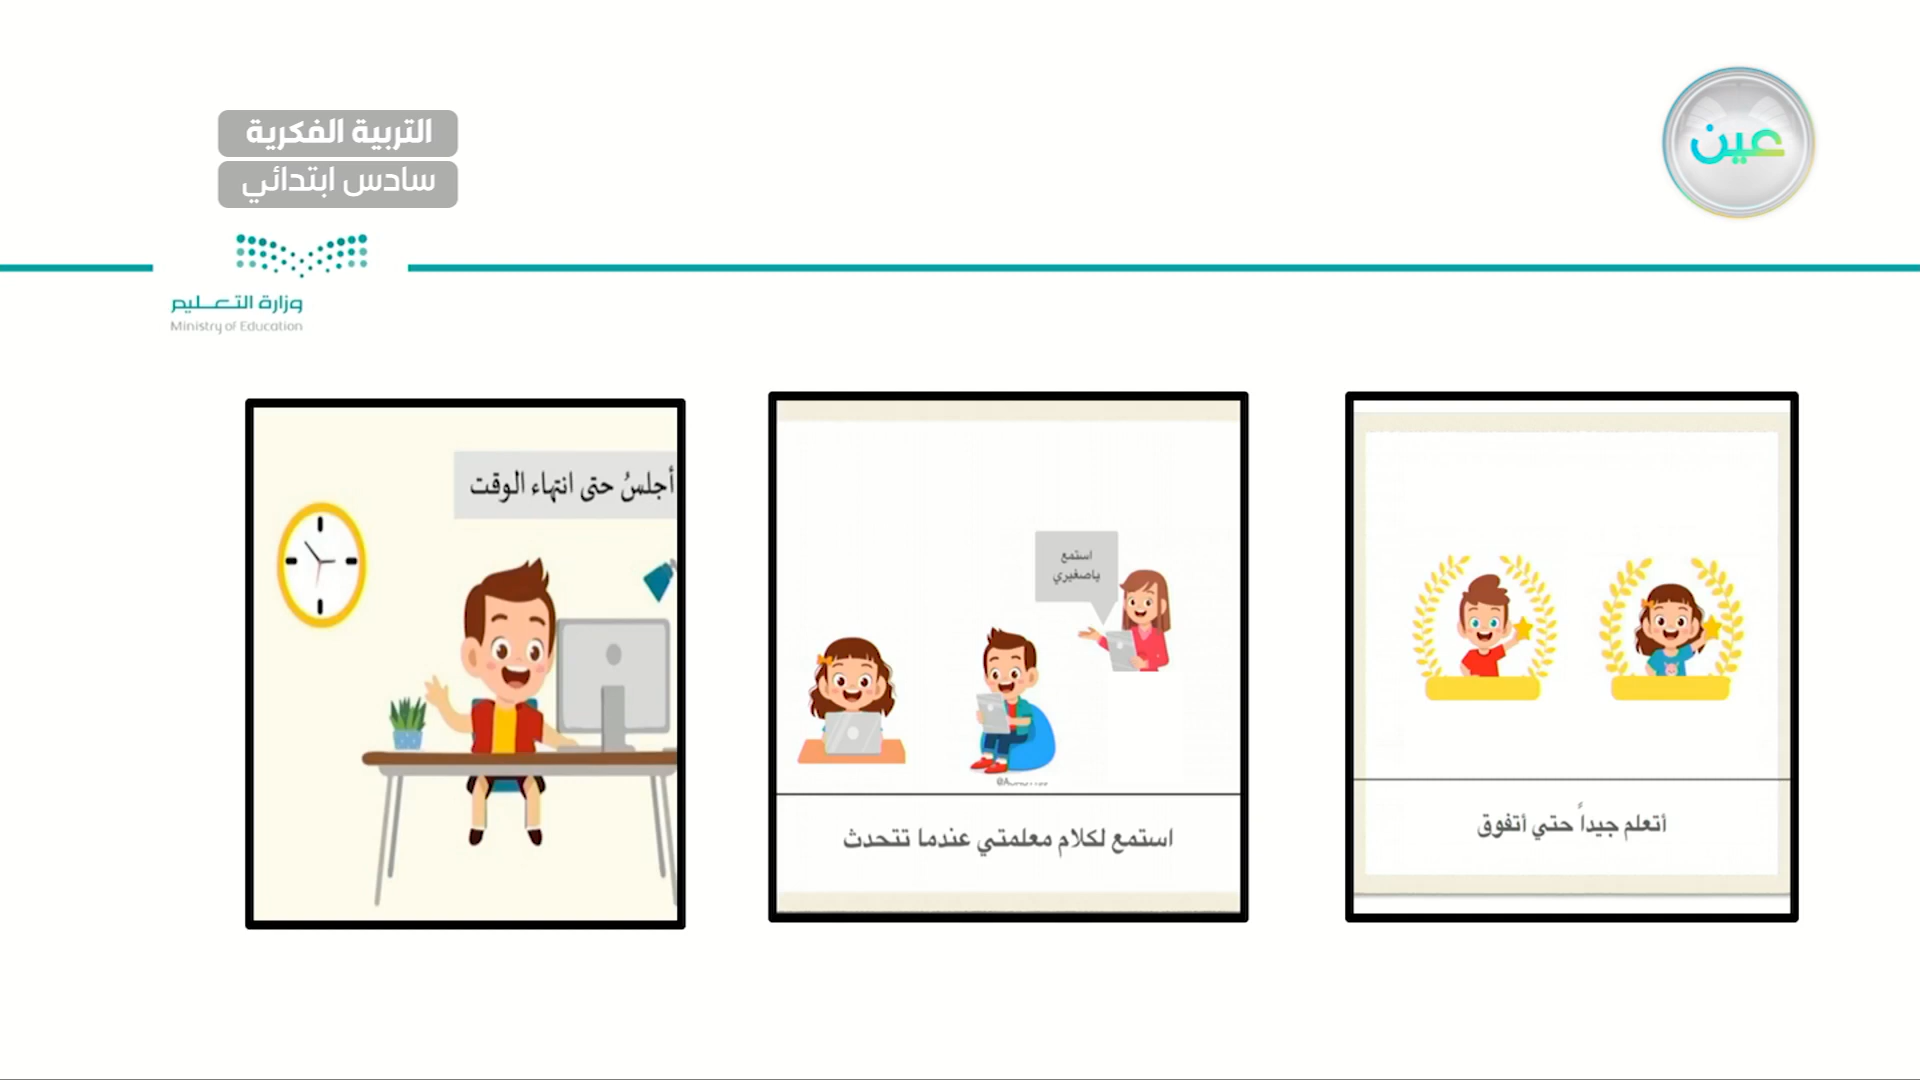 عين
التربية الفكرية
سادس ابتدائي
وزارة التعليم
Ministry of Education
أتعلم جيداً حتي أتفوق
استمع
ياصغيري
استمع لكلام معلمتي عندما تتحدث
أجلسُ حتى انتهاء الوقت